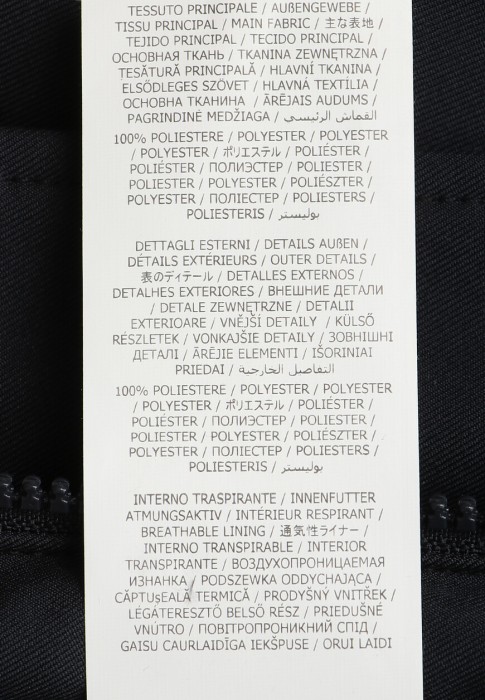 TESSUTO PRINCIPALE / AUßENGEWEBE /
TISSU PRINCIPAL / MAIN FABRIC / 主な表地 /
TEJIDO PRINCIPAL / TECIDO PRINCIPAL /
ОСНОВНАЯ ТКАНЬ / TKANINA ZEWNĘTRZNA /
ȚESĂTURĂ PRINCIPALĂ / HLAVNÍ TKANINA /
ELSŐDLEGES SZÖVET / HLAVNÁ TEXTÍLIA /
ОСНОВНА ТКАНИНА / ĀRĒJAIS AUDUMS /
PAGRINDINĖ MEDŽIAGA / القماش الرئيسي /
100% POLIESTERE / POLYESTER / POLYESTER
/ POLYESTER / ポリエステル / POLIÉSTER /
POLIÉSTER / ПОЛИЭСТЕР / POLIESTER /
POLIESTER / POLYESTER / POLIÉSZTER /
POLYESTER / ПОЛІЕСТЕР / POLIESTERS /
POLIESTERIS / بوليستر /
DETTAGLI ESTERNI / DETAILS AUßEN /
DÉTAILS EXTÉRIEURS / OUTER DETAILS /
表のディテール / DETALLES EXTERNOS /
DETALHES EXTERIORES / ВНЕШНИЕ ДЕТАЛИ
/ DETALE ZEWNĘTRZNE / DETALII
EXTERIOARE / VNĚJŠÍ DETAILY / KÜLSŐ
RÉSZLETEK / VONKAJŠIE DETAILY / ЗОВНІШНІ
ДЕТАЛІ / ĀRĒJIE ELEMENTI / IŠORINIAI
PRIEDAI / التفاصيل الخارجية /
100% POLIESTERE / POLYESTER / POLYESTER
/ POLYESTER / ポリエステル / POLIÉSTER /
POLIÉSTER / ПОЛИЭСТЕР / POLIESTER /
POLIESTER / POLYESTER / POLIÉSZTER /
POLYESTER / ПОЛІЕСТЕР / POLIESTERS /
POLIESTERIS / بوليستر /
INTERNO TRASPIRANTE / INNENFUTTER
ATMUNGSAKTIV / INTÉRIEUR RESPIRANT /
BREATHABLE LINING / 通気性ライナー /
INTERNO TRANSPIRABLE / INTERIOR
TRANSPIRANTE / ВОЗДУХОПРОНИЦАЕМАЯ
ИЗНАНКА / PODSZEWKA ODDYCHAJĄCA /
CĂPTUșEALĂ TERMICĂ / PRODYŠNÝ VNITŘEK /
LÉGÁTERESZTŐ BELSŐ RÉSZ / PRIEDUŠNÉ
VNÚTRO / ПОВІТРОПРОНИКНИЙ СПІД /
GAISU CAURLAIDĪGA IEKŠPUSE / ORUI LAIDI